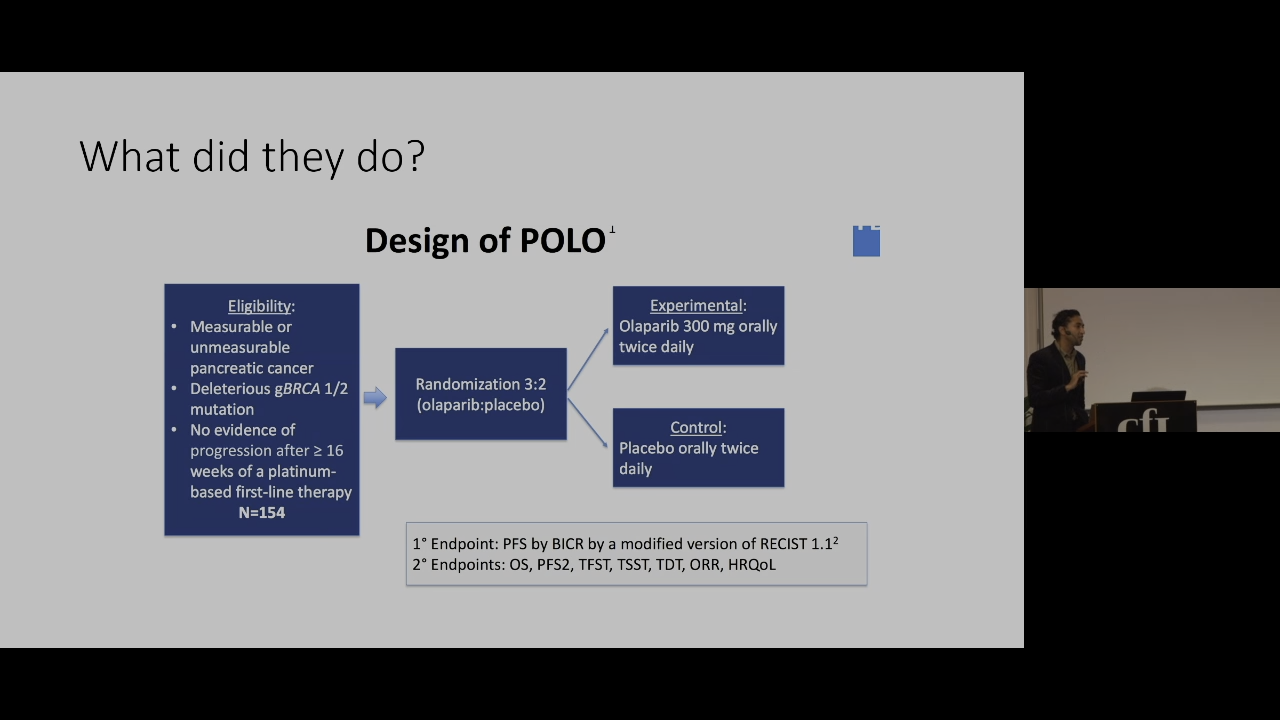 What did they do?
Design of POLO¹
Eligibility:
• Measurable or
unmeasurable
pancreatic cancer
• Deleterious gBRCA 1/2
mutation
• No evidence of
progression after ≥ 16
weeks of a platinum-
based first-line therapy
N=154
Randomization 3:2
(olaparib:placebo)
Experimental:
Olaparib 300 mg orally
twice daily
Control:
Placebo orally twice
daily
1° Endpoint: PFS by BICR by a modified version of RECIST 1.1²
2° Endpoints: OS, PFS2, TFST, TSST, TDT, ORR, HRQoL